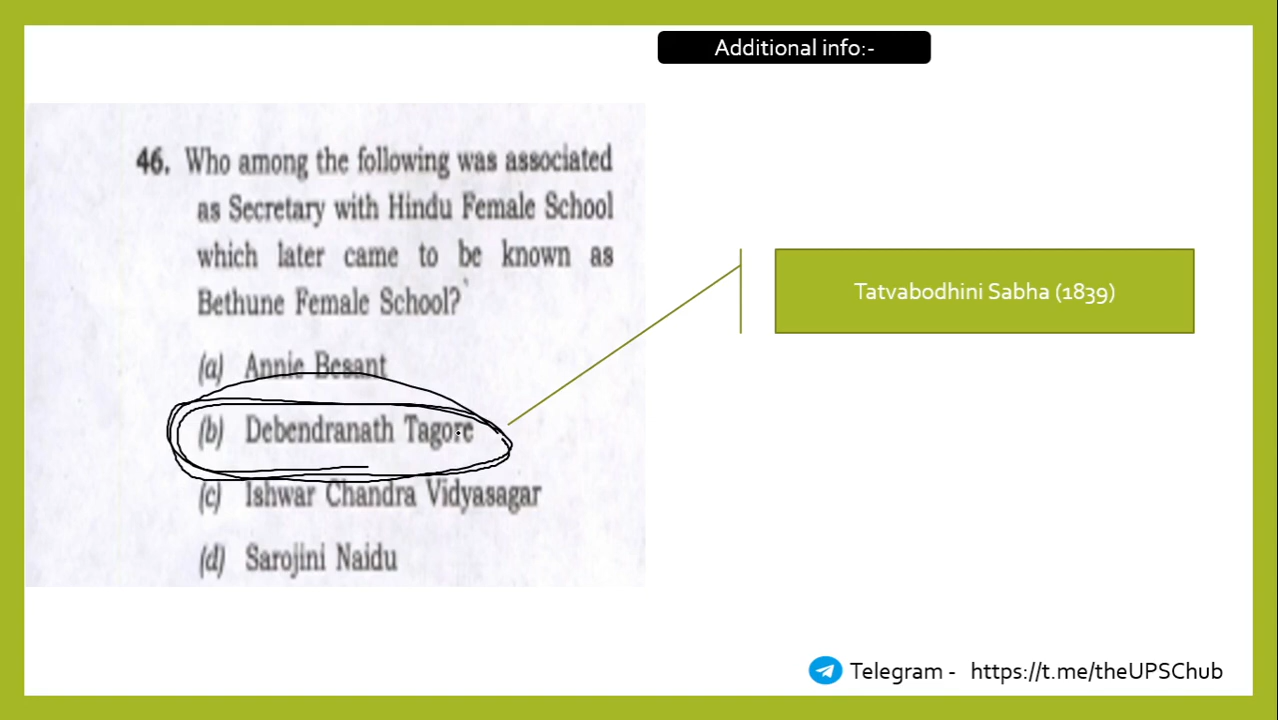 Additional info:-
46. Who among the following was associated
as Secretary with Hindu Female School
which later came to be known as
Bethune Female School?
(a) Annie Besant
(b) Debendranath Tagore
(c) Ishwar Chandra Vidyasagar
(d) Sarojini Naidu
Tatvabodhini Sabha (1839)
Telegram - https://t.me/theUPSChub